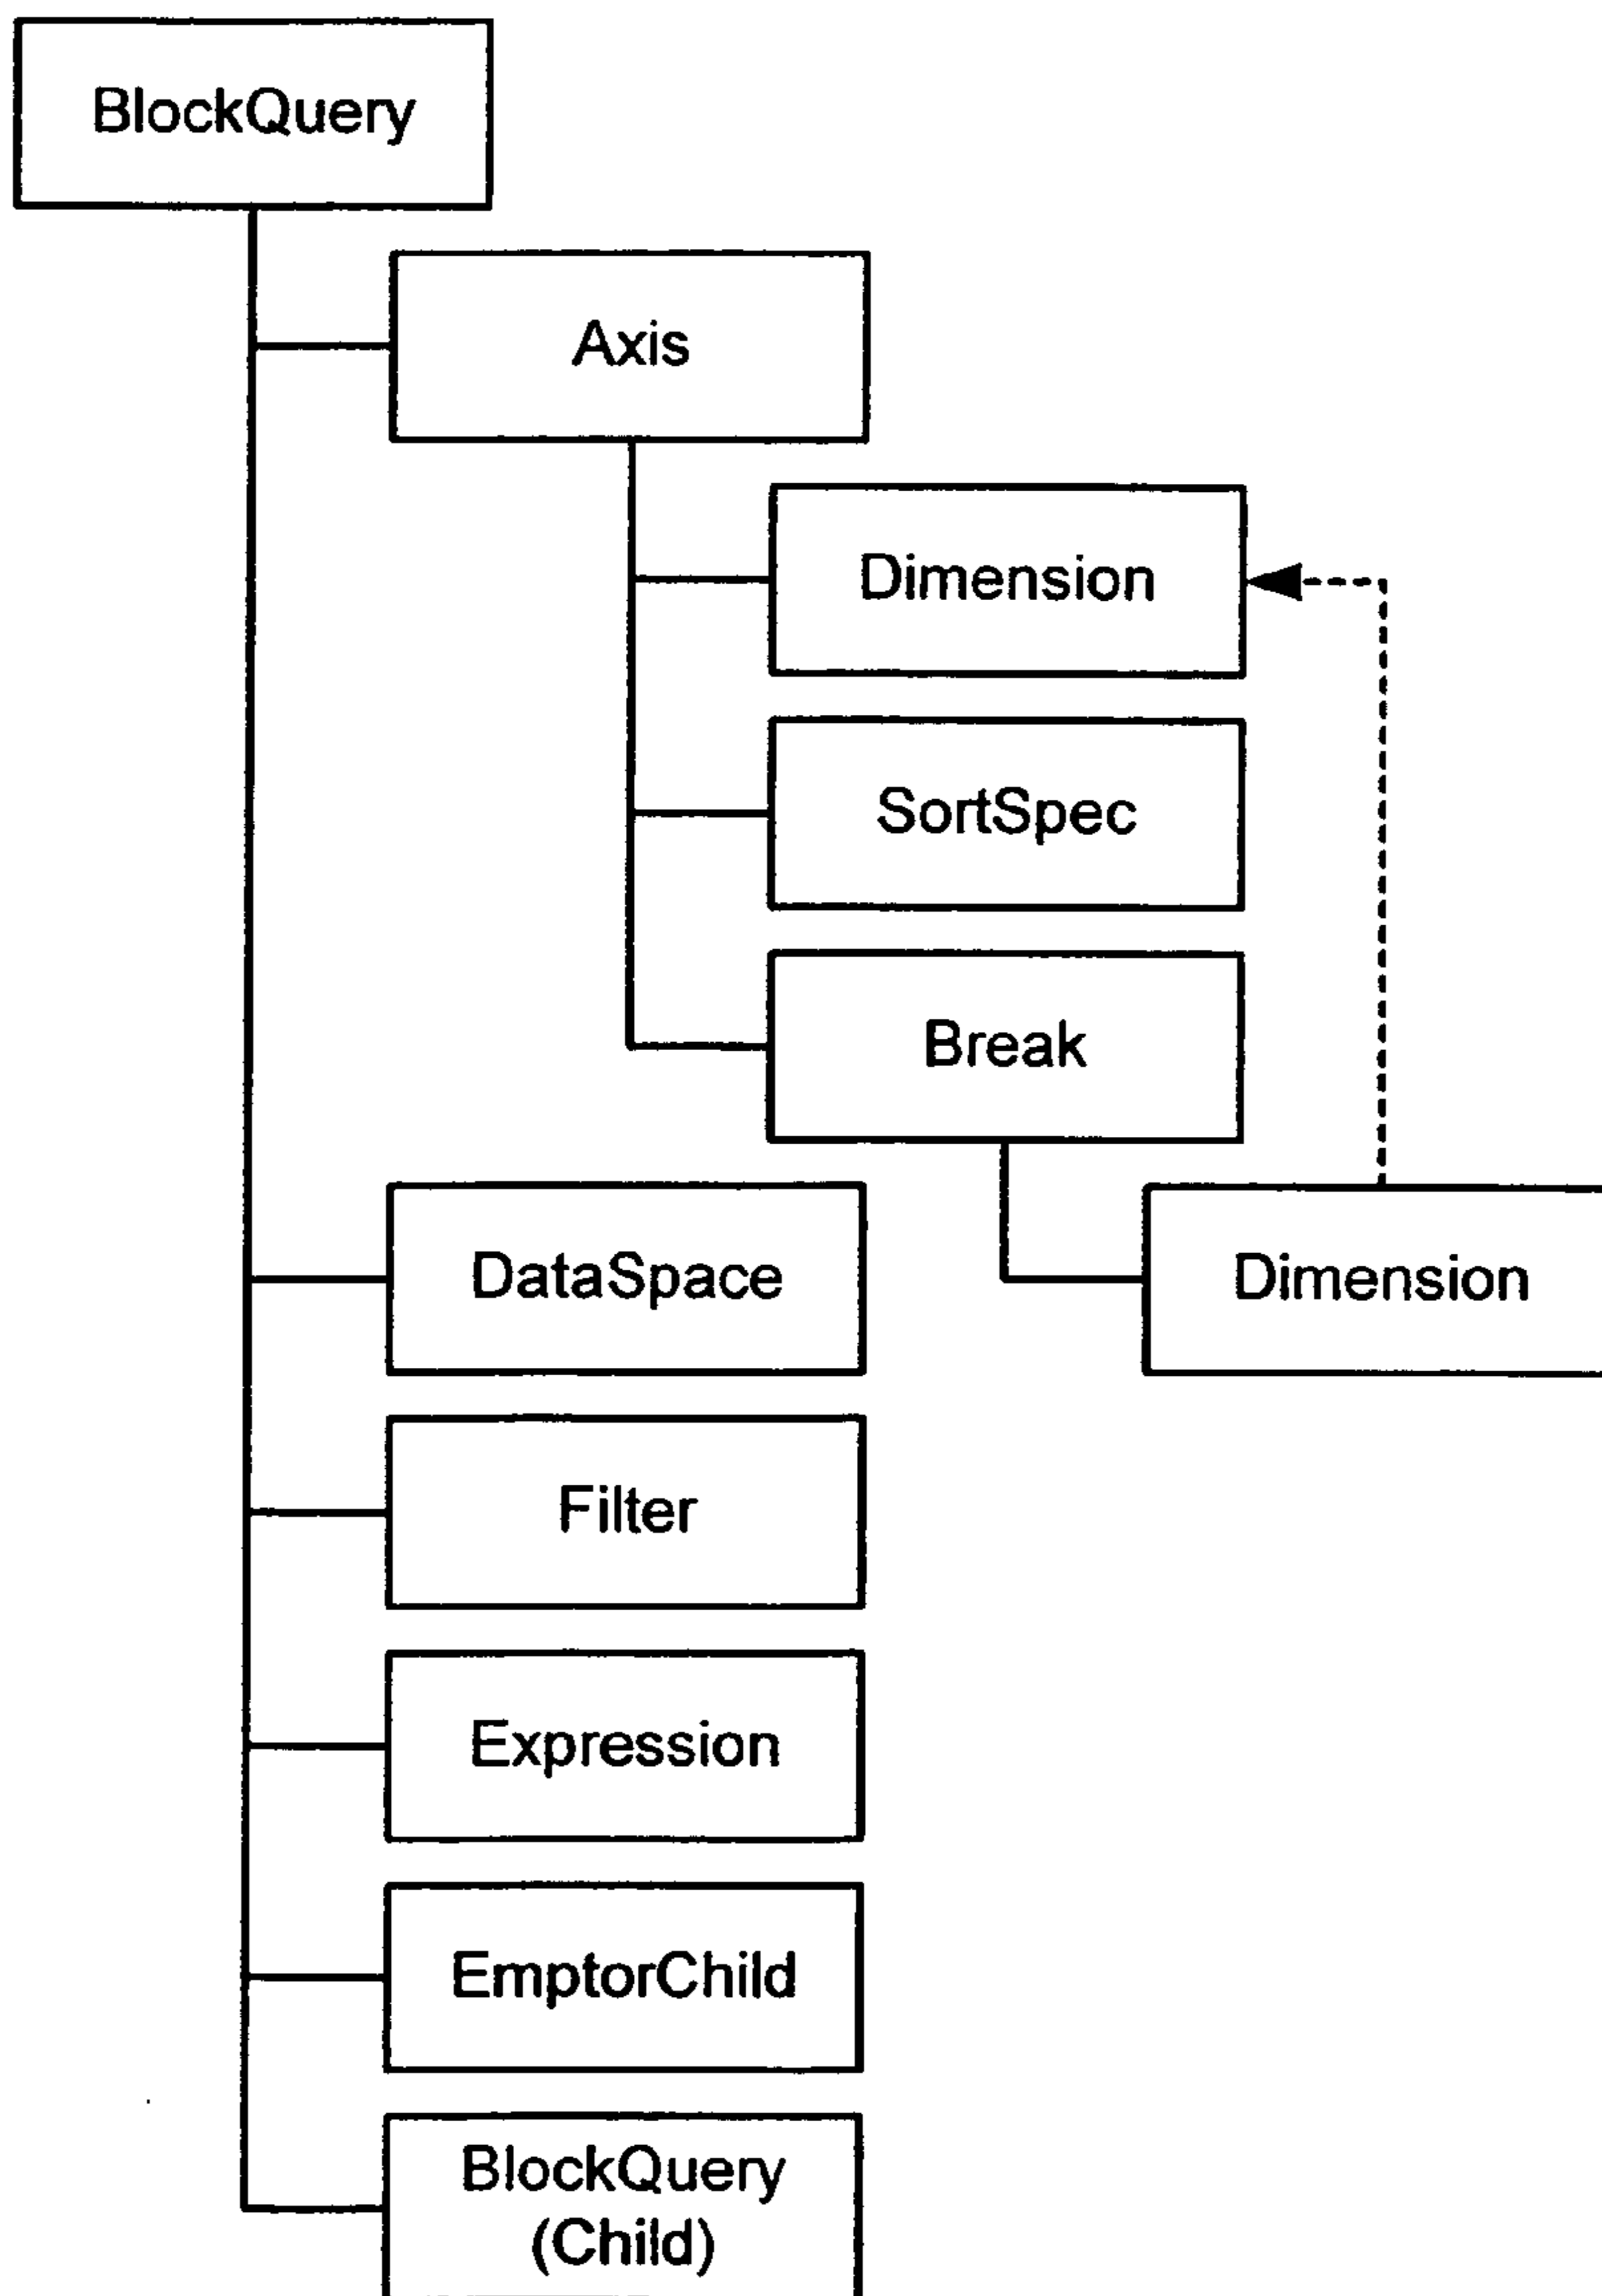 BlockQuery
Axis
Dimension
SortSpec
Break
DataSpace
Dimension
Filter
Expression
EmptorChild
BlockQuery
(Child)